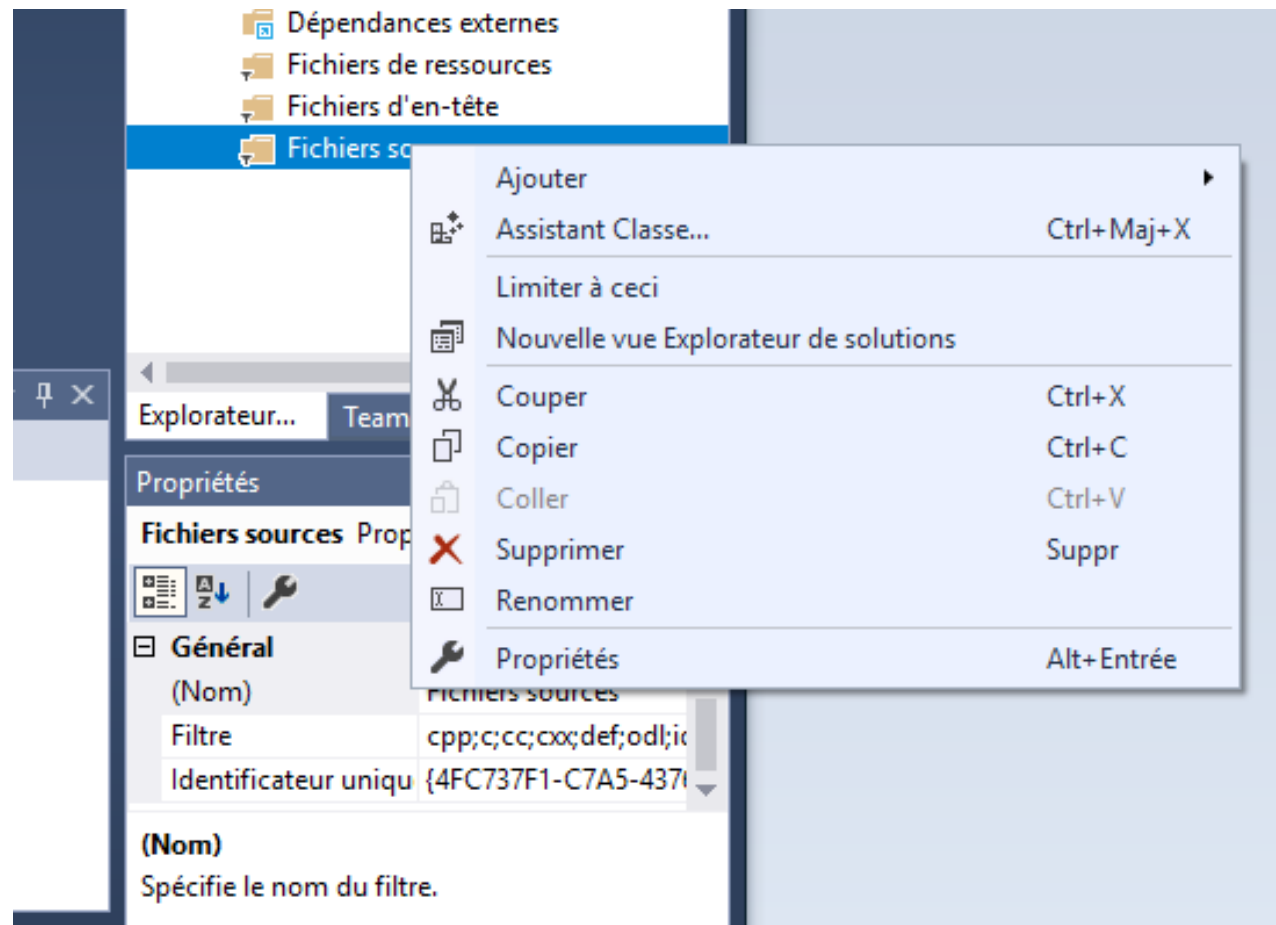 Dépendances externes
Fichiers de ressources
Fichiers d'en-tête
Fichiers
Ajouter
Assistant Classe... Ctrl+Maj+X
Limiter à ceci
Nouvelle vue Explorateur de solutions
Couper Ctrl+X
Copier Ctrl+C
Coller Ctrl+V
Supprimer Suppr
Renommer
Propriétés Alt+Entrée
Explorateur... Team
Propriétés
Fichiers sources Prop
Général
(Nom) Fichiers sources
Filtre cpp;c;cc;cxx;def;odl;
Identificateur uniqu {4FC737F1-C7A5-437
(Nom)
Spécifie le nom du filtre.